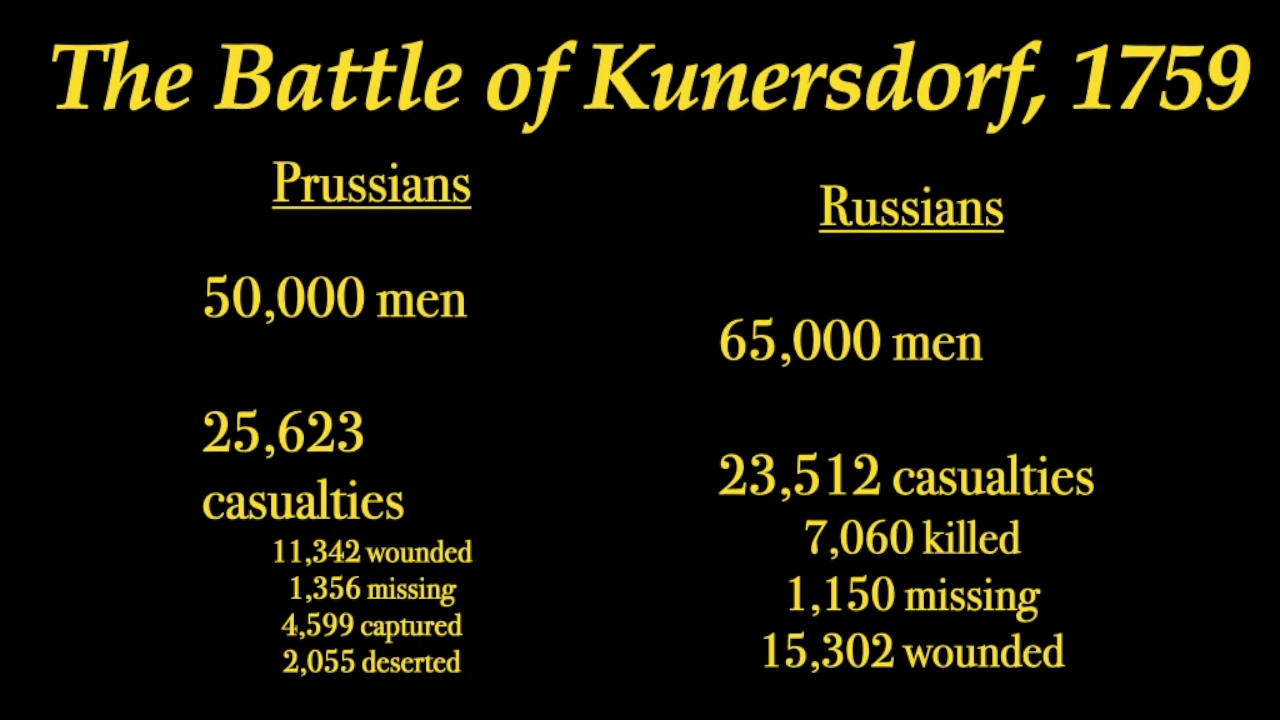 The Battle of Kunersdorf, 1759
Prussians
50,000 men
25,623
casualties
11,342 wounded
1,356 missing
4,599 captured
2,055 deserted
Russians
65,000 men
23,512 casualties
7,060 killed
1,150 missing
15,302 wounded